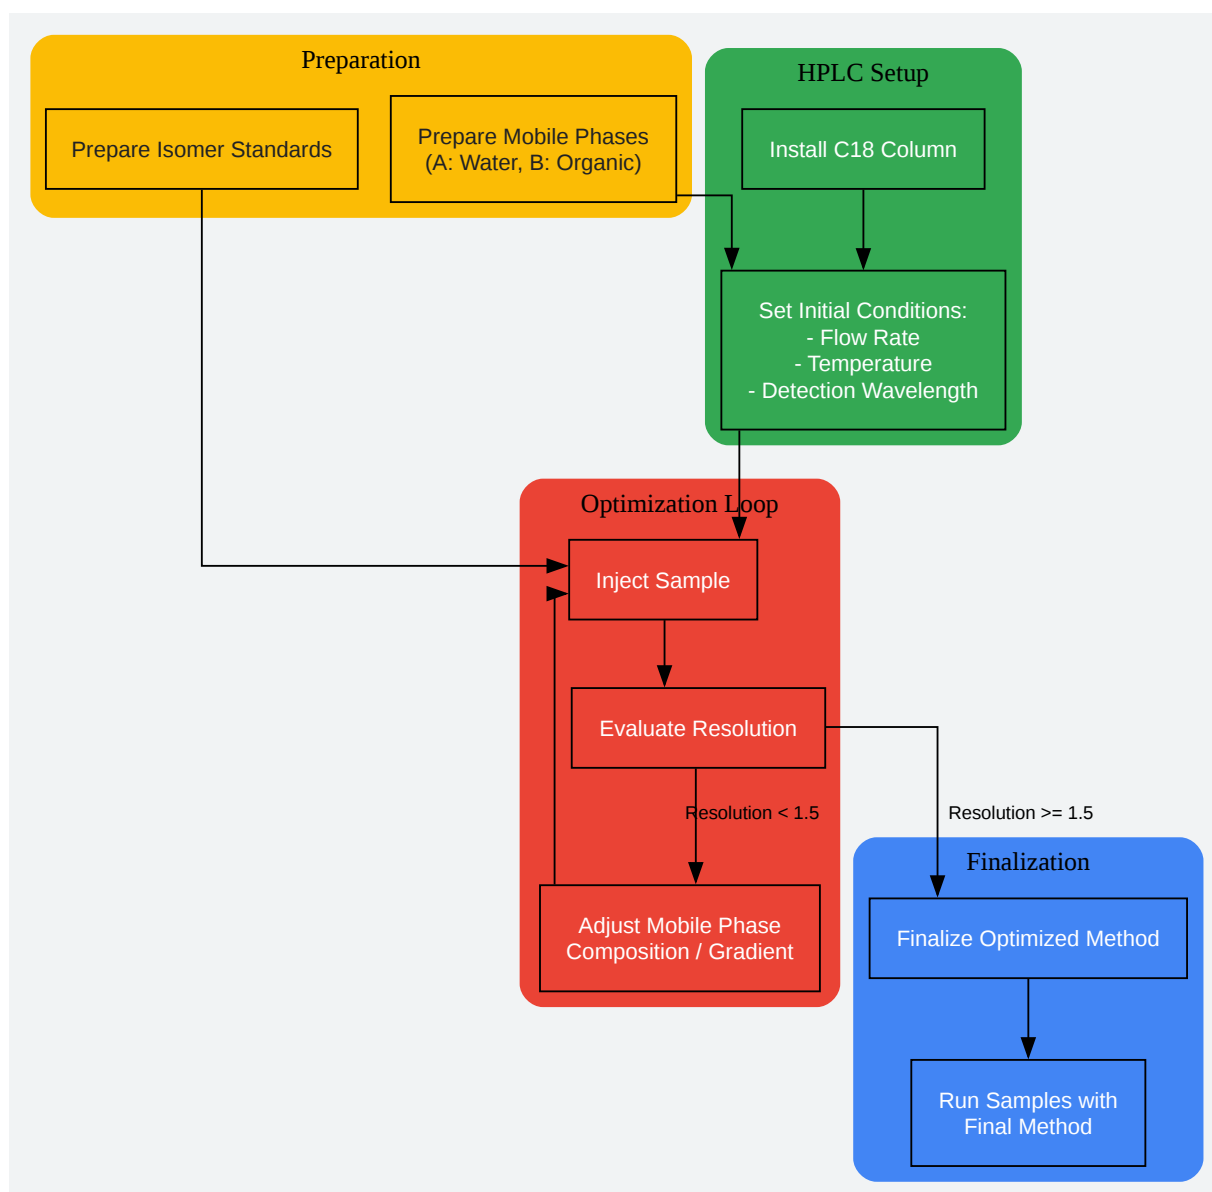 Preparation
Prepare Isomer Standards
Prepare Mobile Phases
(A: Water, B: Organic)
HPLC Setup
Install C18 Column
Set Initial Conditions:
- Flow Rate
- Temperature
- Detection Wavelength
Optimization Loop
Inject Sample
Evaluate Resolution
Resolution < 1.5
Resolution >= 1.5
Adjust Mobile Phase
Composition / Gradient
Finalization
Finalize Optimized Method
Run Samples with
Final Method